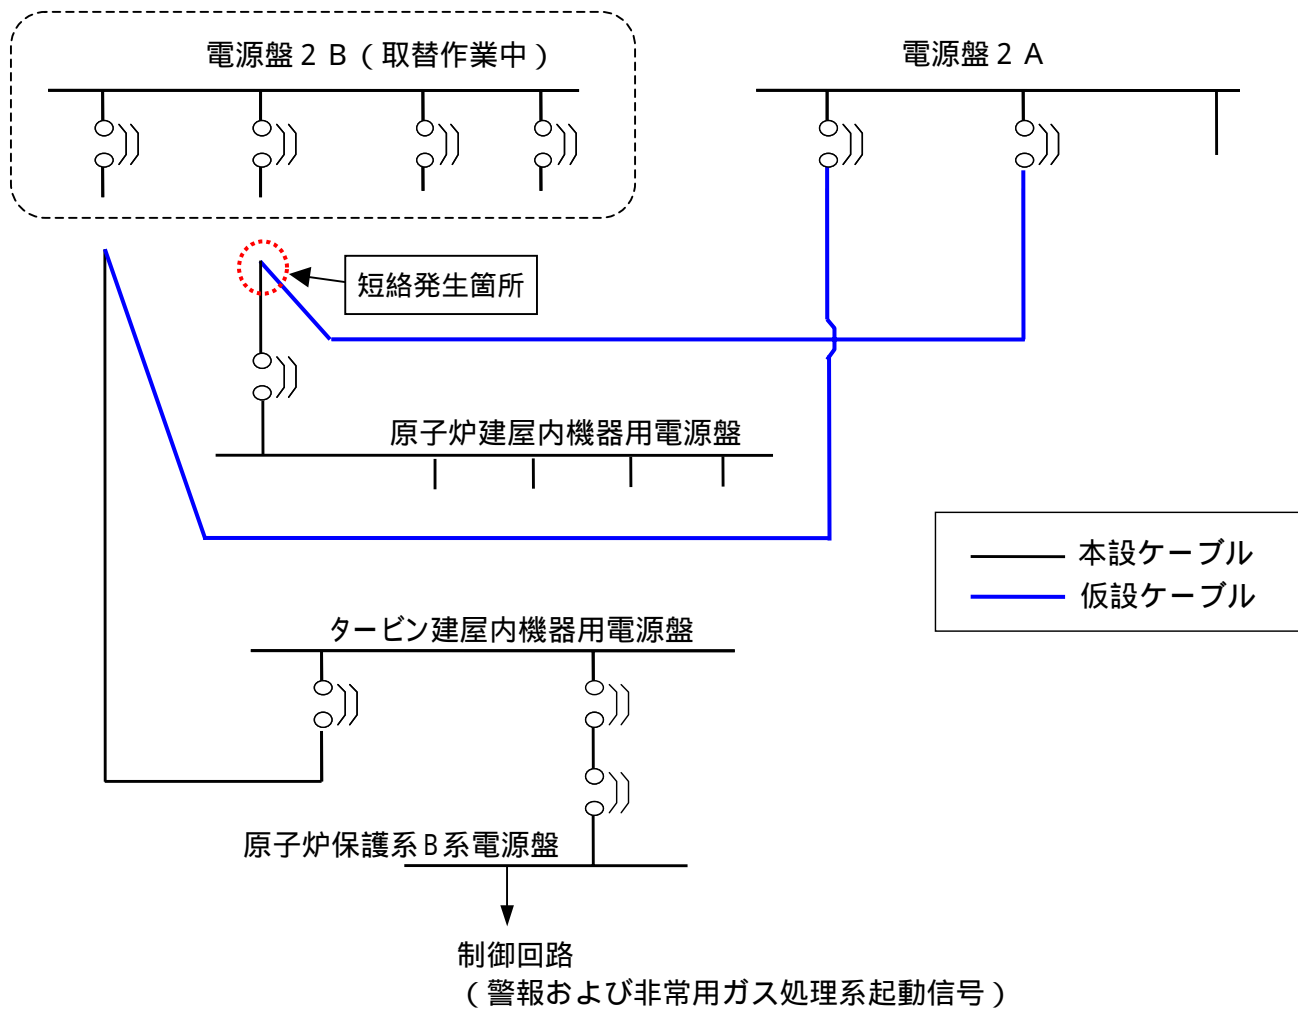 電源盤２Ｂ（取替作業中）
電源盤２Ａ
短絡発生箇所
原子炉建屋内機器用電源盤
本設ケーブル
仮設ケーブル
タービン建屋内機器用電源盤
原子炉保護系B系電源盤
制御回路
（警報および非常用ガス処理系起動信号）